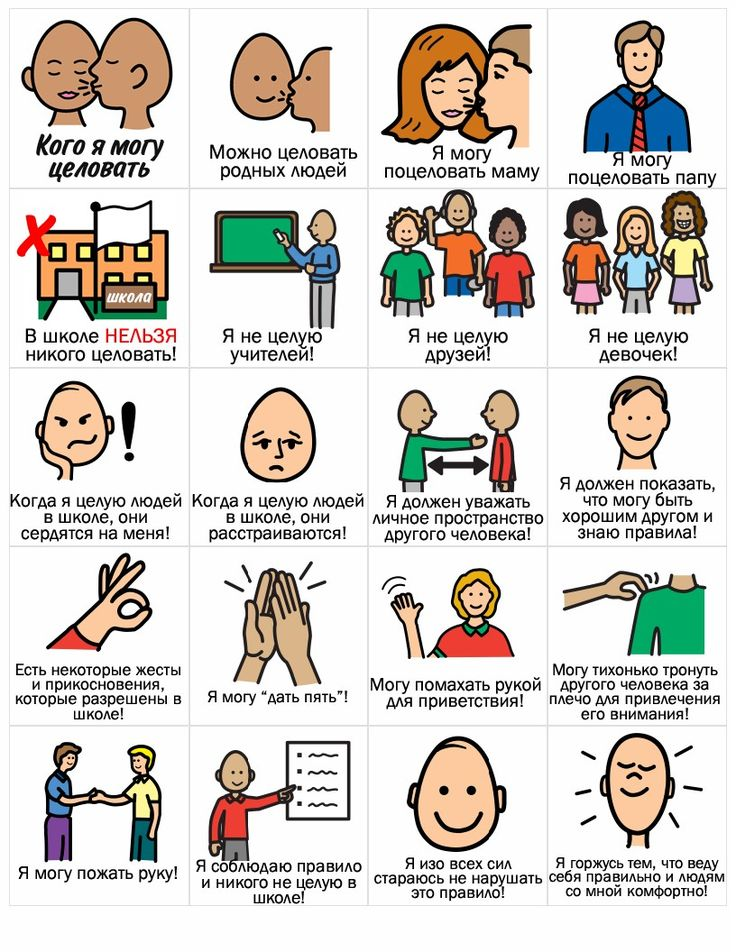 Кого я могу
целовать
Можно целовать
родных людей
Я могу
поцеловать маму
Я могу
поцеловать папу
школа
В школе НЕЛЬЗЯ
никого целовать!
Я не целую
учителей!
Я не целую
друзей!
Я не целую
девочек!
Когда я целую людей
в школе, они
сердятся на меня!
Когда я целую людей
в школе, они
расстраиваются!
Я должен уважать
личное пространство
другого человека!
Я должен показать,
что могу быть
хорошим другом и
знаю правила!
Есть некоторые жесты
и прикосновения,
которые разрешены в
школе!
Я могу "дать пять"!
Могу помахать рукой
для приветствия!
Могу тихонько тронуть
другого человека за
плечо для привлечения
его внимания!
Я могу пожать руку!
Я соблюдаю правило
и никого не целую в
школе!
Я изо всех сил
стараюсь не нарушать
это правило!
Я горжусь тем, что веду
себя правильно и людям
со мной комфортно!